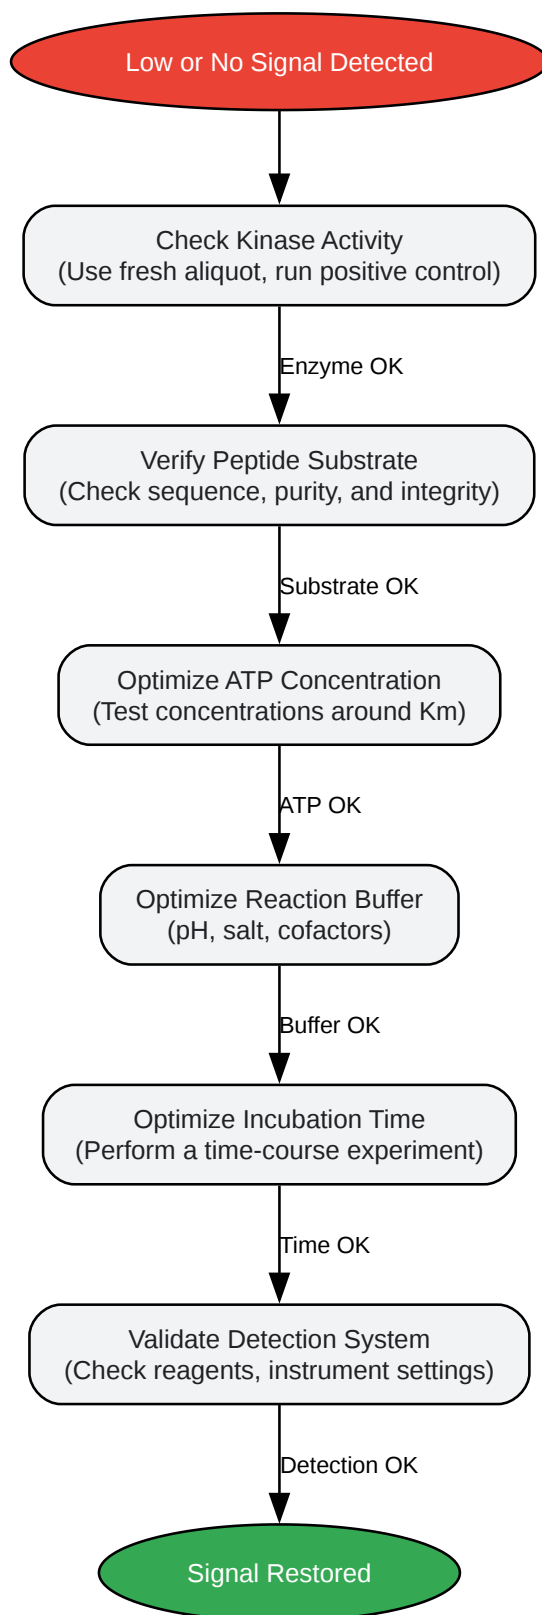 Low or No Signal Detected
Check Kinase Activity
(Use fresh aliquot, run positive control)
Enzyme OK
Verify Peptide Substrate
(Check sequence, purity, and integrity)
Substrate OK
Optimize ATP Concentration
(Test concentrations around Km)
ATP OK
Optimize Reaction Buffer
(pH, salt, cofactors)
Buffer OK
Optimize Incubation Time
(Perform a time-course experiment)
Time OK
Validate Detection System
(Check reagents, instrument settings)
Detection OK
Signal Restored